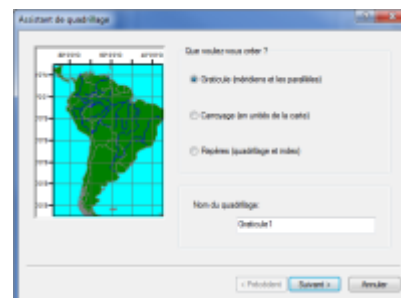 Assistant de quadrillage
Que voulez-vous créer ?
Graticule (méridiens et les parallèles)
Carroyage (en unités de la carte)
Repères (quadrillage et index)
Nom du quadrillage:
Graticule1
< Précédent
Suivant >
Annuler